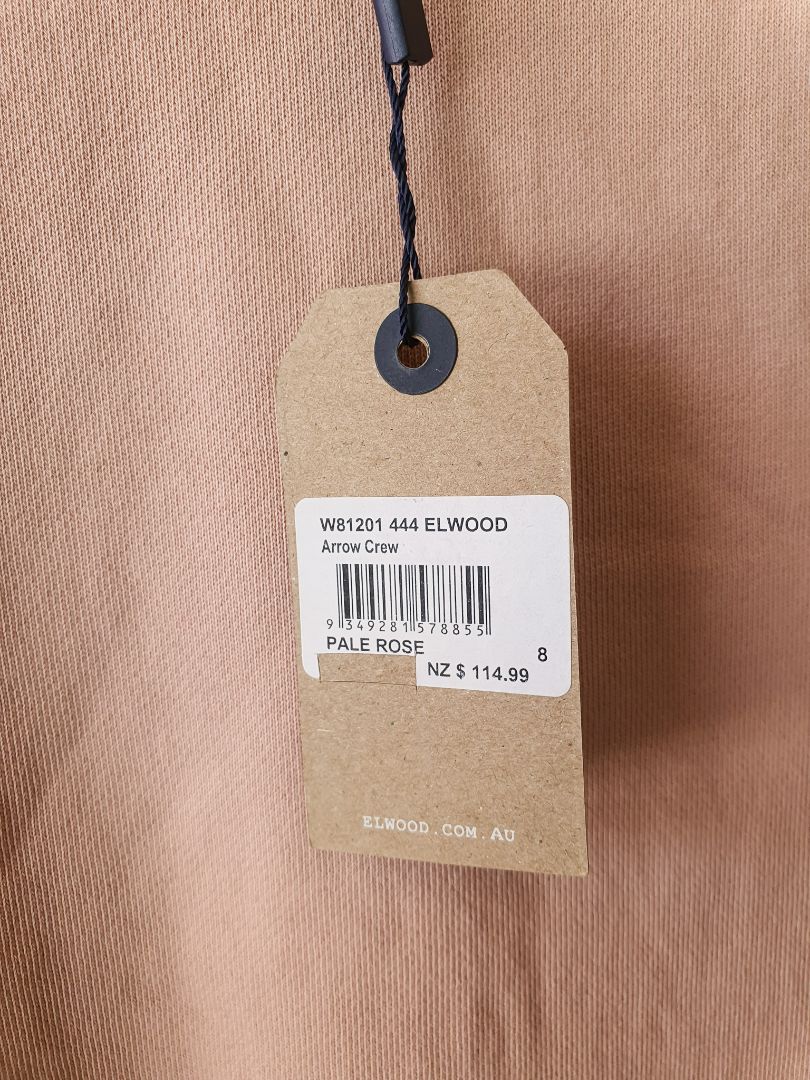 W81201 444 ELWOOD
Arrow Crew
9 349281 578855
PALE ROSE
8
NZ $ 114.99
ELWOOD.COM.AU